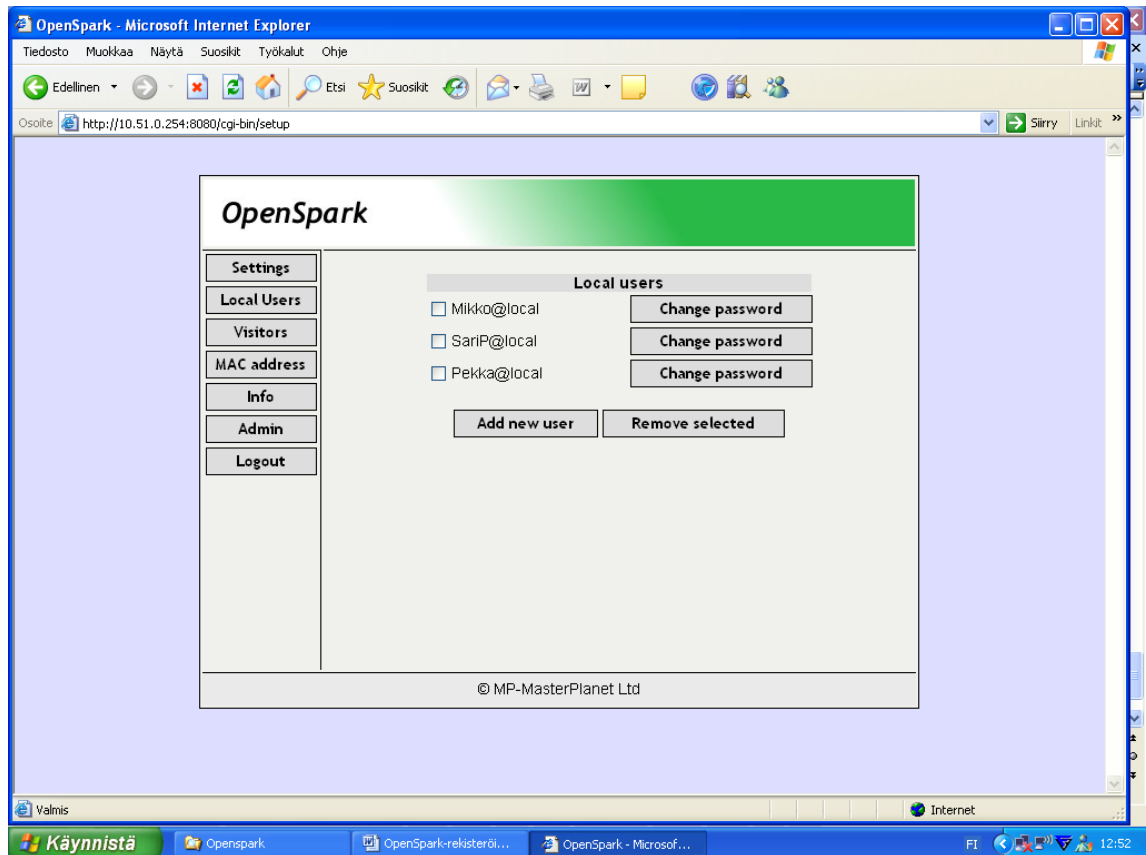 OpenSpark - Microsoft Internet Explorer
Tiedosto Muokkaa Näytä Suosikit Työkalut Ohje
Edellinen Etsi Suosikit
Osoite http://10.51.0.254:8080/cgi-bin/setup Siirry Linkit »
OpenSpark
Settings
Local Users
Visitors
MAC address
Info
Admin
Logout
Local users
Mikko@local Change password
SariP@local Change password
Pekka@local Change password
Add new user Remove selected
© MP-MasterPlanet Ltd
Valmis Internet
Käynnistä Openspark OpenSpark-rekisteröi... OpenSpark - Microsof... FI 12:52